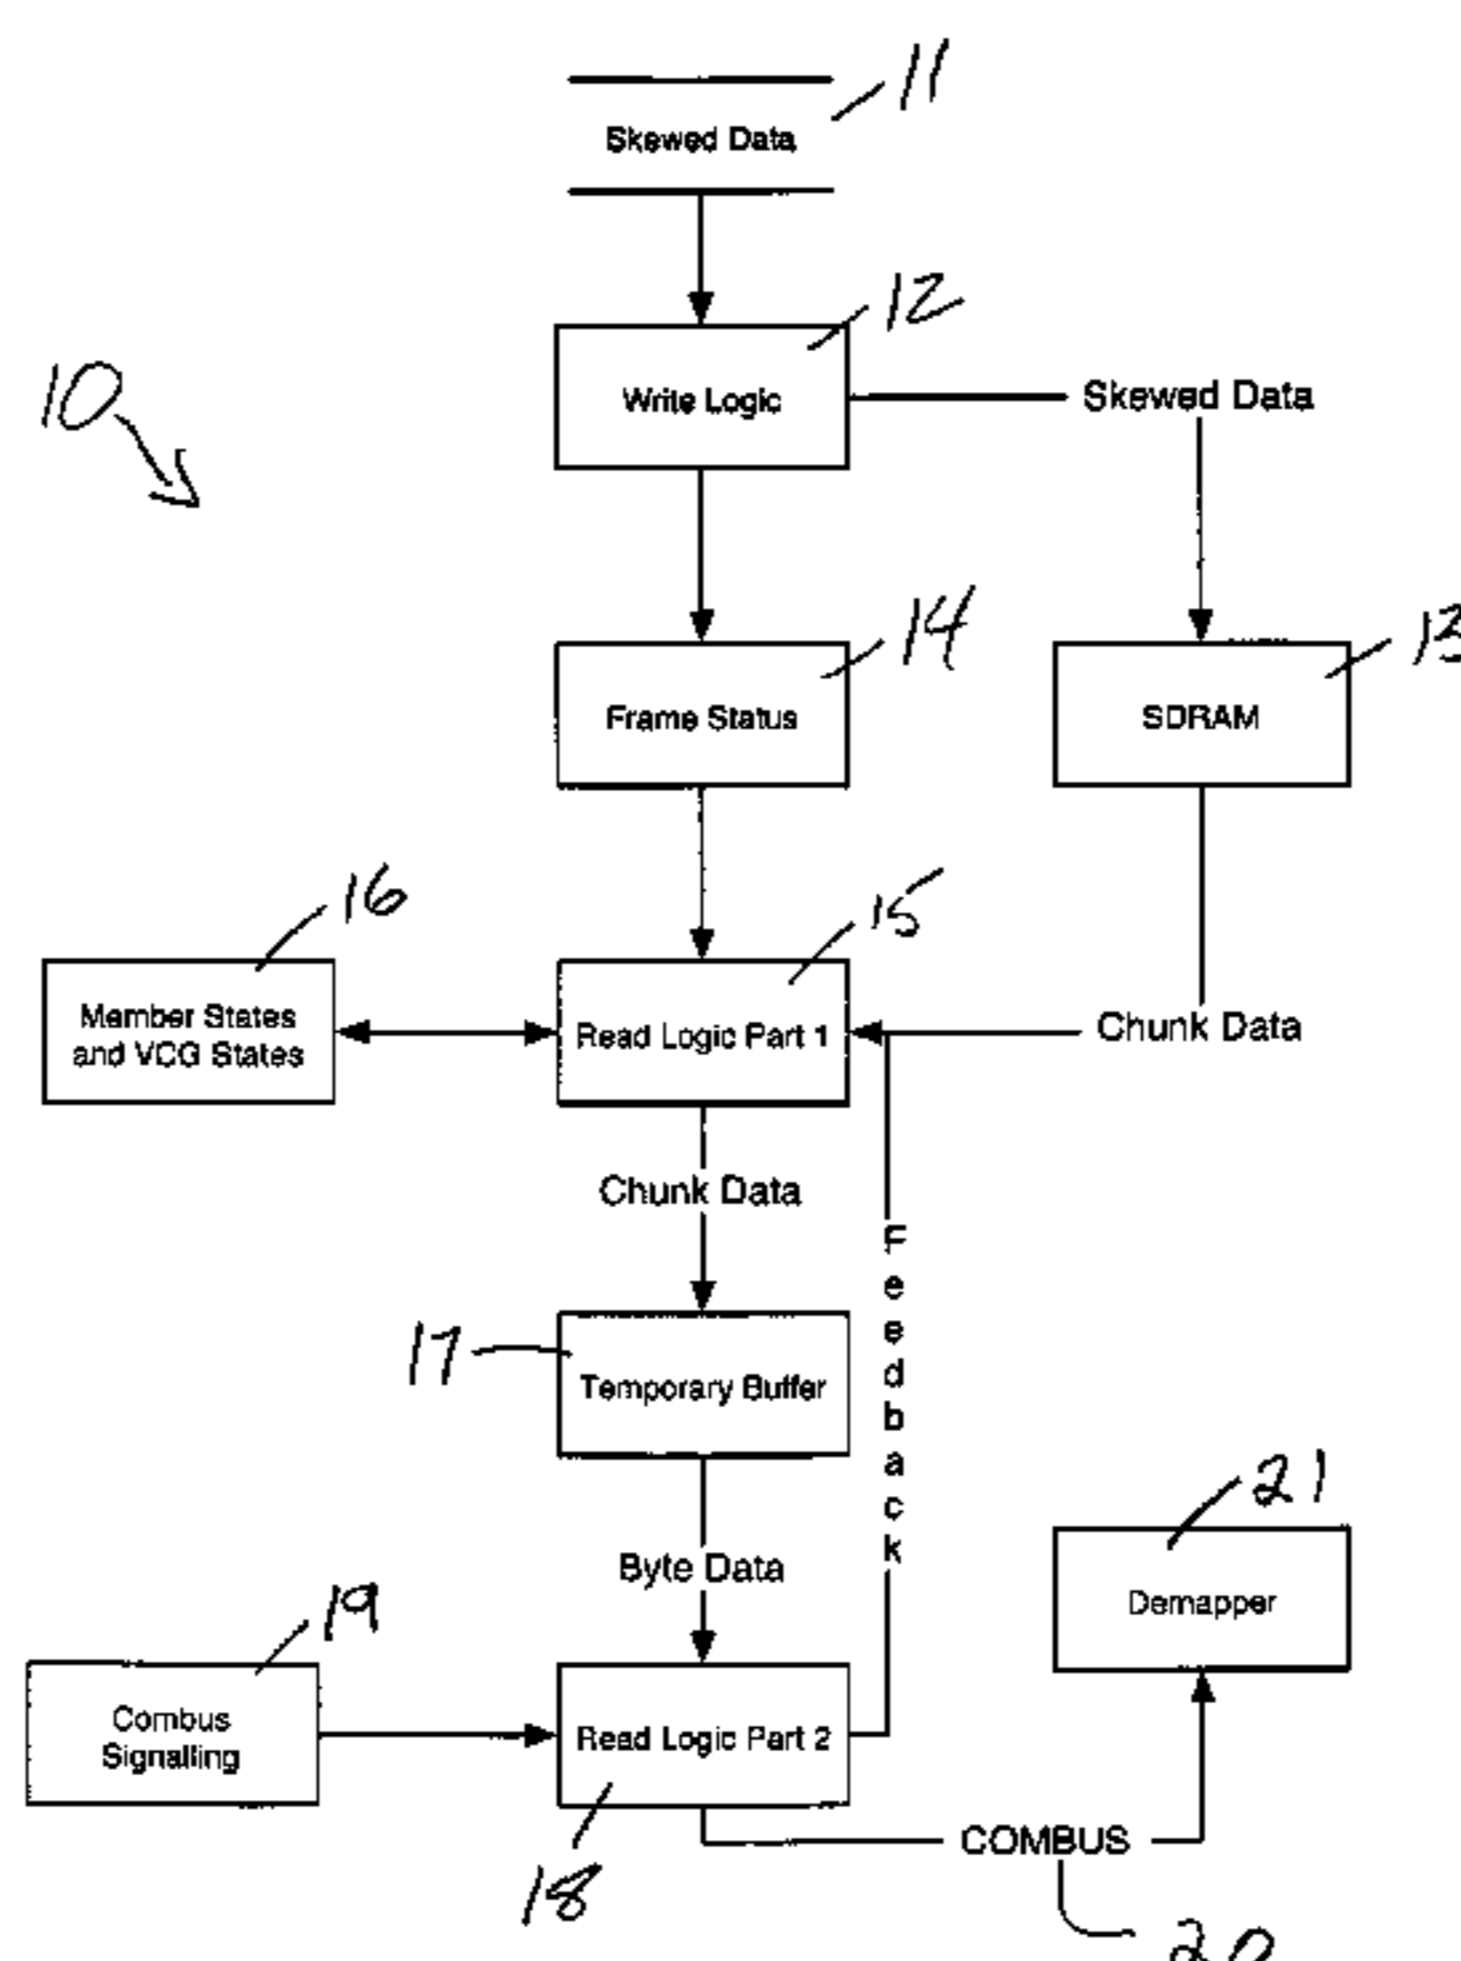 11
Skewed Data
12
10
Write Logic
Skewed Data
14
13
Frame Status
SDRAM
16
15
Member States
and VCG States
Read Logic Part 1
Chunk Data
Chunk Data
Feedback
17
Temporary Buffer
21
Byte Data
Demapper
19
Combus
Signalling
Read Logic Part 2
COMBUS
18
20